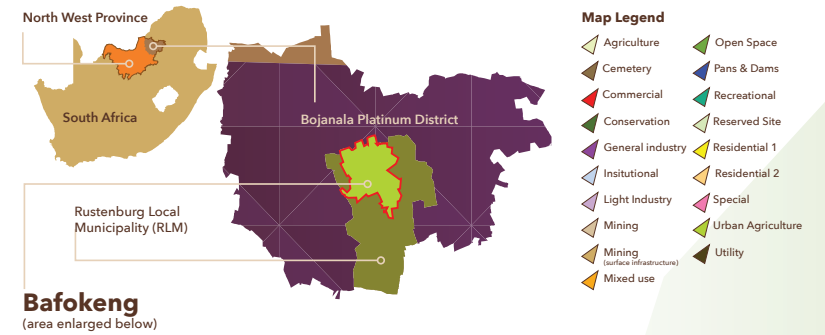 North West Province
South Africa
Bojanala Platinum District
Rustenburg Local
Municipality (RLM)
Bafokeng
(area enlarged below)
Map Legend
Agriculture
Cemetery
Commercial
Conservation
General industry
Insitutional
Light Industry
Mining
Mining
(surface infrastructure)
Mixed use
Open Space
Pans & Dams
Recreational
Reserved Site
Residential 1
Residential 2
Special
Urban Agriculture
Utility